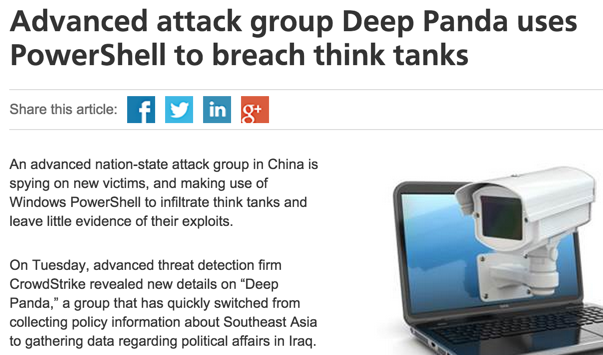 Advanced attack group Deep Panda uses
PowerShell to breach think tanks
Share this article: f in g+
An advanced nation-state attack group in China is
spying on new victims, and making use of
Windows PowerShell to infiltrate think tanks and
leave little evidence of their exploits.
On Tuesday, advanced threat detection firm
CrowdStrike revealed new details on “Deep
Panda,” a group that has quickly switched from
collecting policy information about Southeast Asia
to gathering data regarding political affairs in Iraq.